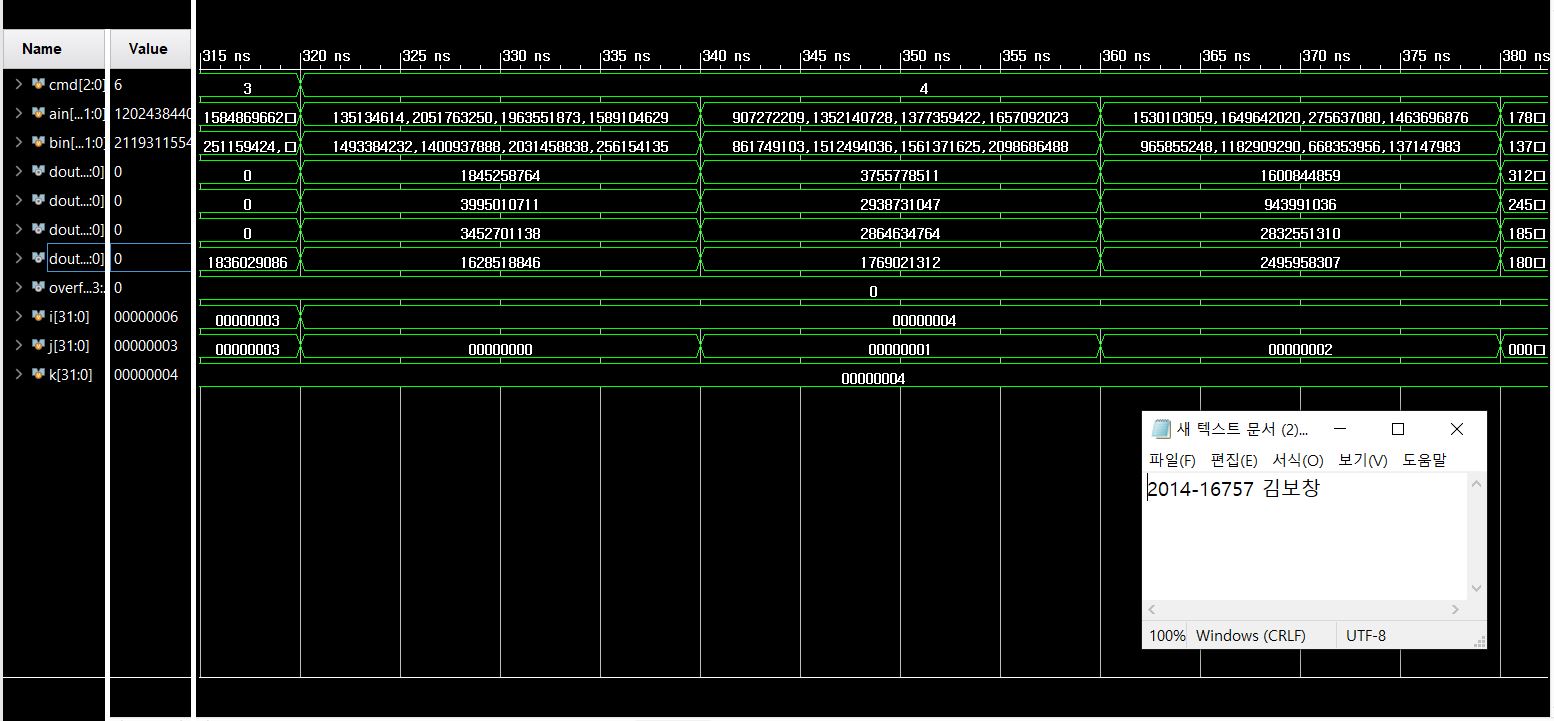 Name Value
315 ns 320 ns 325 ns 330 ns 335 ns 340 ns 345 ns 350 ns 355 ns 360 ns 365 ns 370 ns 375 ns 380 ns
cmd[2:0] 6 3 4
ain[...1:0] 1202438440 1584869662□ 135134614,2051763250,1963551873,1589104629 907272209,1352140728,1377359422,1657092023 1530103059,1649642020,275637080,1463696876 178□
bin[...1:0] 2119311554 251159424,□ 1493384232,1400937888,2031458838,256154135 861749103,1512494036,1561371625,2098686488 965855248,1182909290,668353956,137147983 137□
dout...:0] 0 0 1845258764 3755778511 1600844859 312□
dout...:0] 0 0 3995010711 2938731047 943991036 245□
dout...:0] 0 0 3452701138 2864634764 2832551310 185□
dout...:0] 0 1836029086 1628518846 1769021312 2495958307 180□
overf...3:. 0 0
i[31:0] 00000006 00000003 00000004
j[31:0] 00000003 00000003 00000000 00000001 00000002 000□
k[31:0] 00000004 00000004
새 텍스트 문서 (2)...
파일(F) 편집(E) 서식(O) 보기(V) 도움말
2014-16757 김보창
100% Windows (CRLF) UTF-8